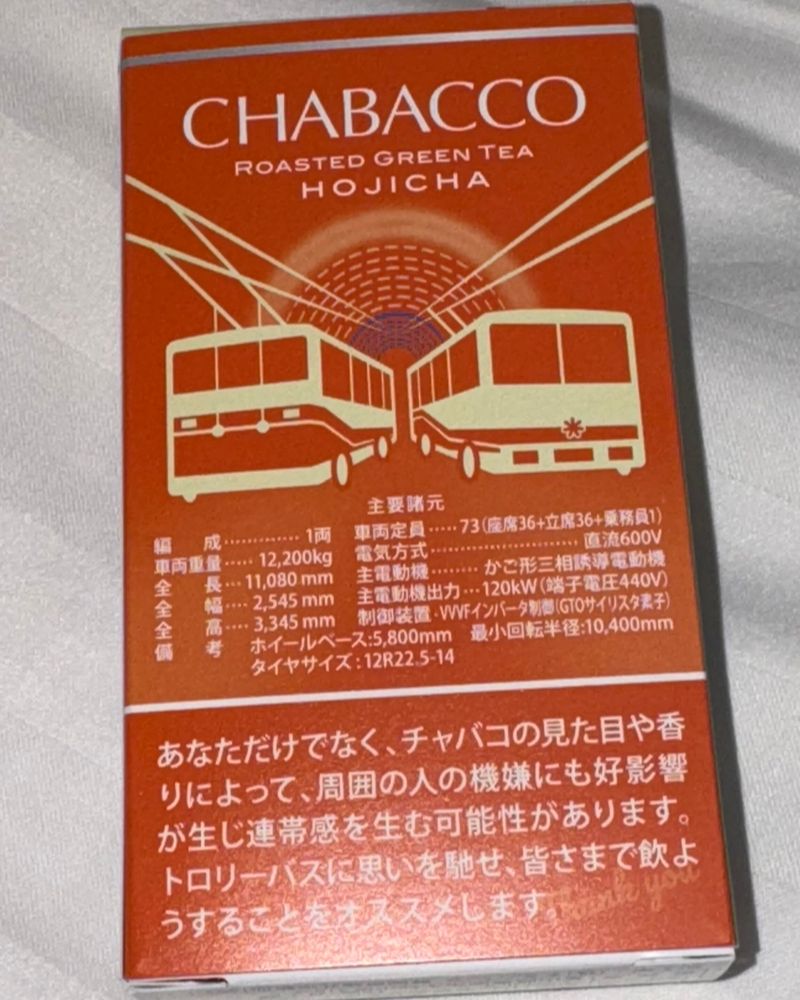 CHABACCO
ROASTED GREEN TEA
HOJICHA
主要諸元
編成 ············· 1両
車両重量 ····· 12,200kg
全長 ··· 11,080 mm
全幅 ···· 2,545 mm
全高 ···· 3,345 mm
備考 ホイールベース:5,800mm 最小回転半径:10,400mm
タイヤサイズ : 12R22.5-14
車両定員 ····· 73(座席36+立席36+乗務員1)
電気方式 ························ 直流600V
主電動機 ········ かご形三相誘導電動機
主電動機出力 ··· 120kW(端子電圧440V)
制御装置 · VVVFインバータ制御(GTOサイリスタ素子)
あなただけでなく、チャバコの見た目や香
りによって、周囲の人の機嫌にも好影響
が生じ連帯感を生む可能性があります。
トロリーバスに思いを馳せ、皆さまで飲よ
うすることをオススメします。
Thank you